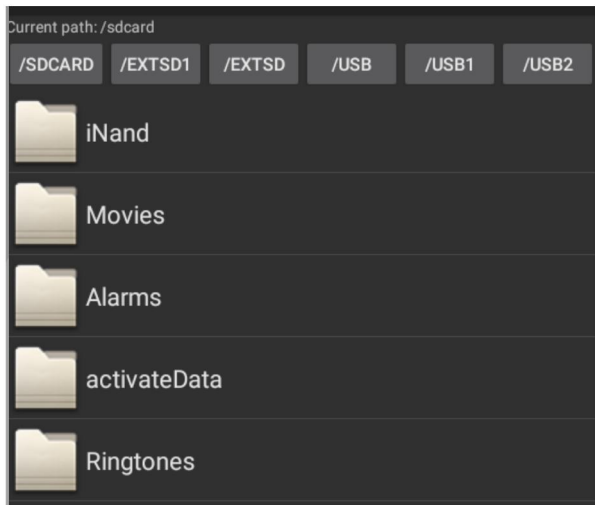 Current path: /sdcard
/SDCARD /EXTSD1 /EXTSD /USB /USB1 /USB2
iNand
Movies
Alarms
activateData
Ringtones